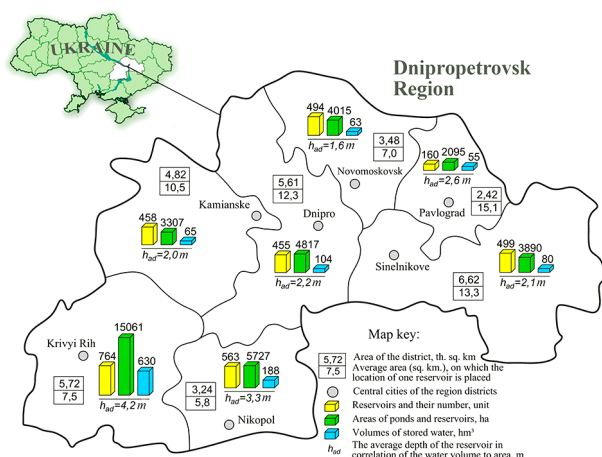 UKRAINE
Dnipropetrovsk
Region
494 4015 63
had=1,6 m
3,48
7,0
Novomoskovsk
160 2095 55
had=2,6 m
2,42
15,1
Pavlograd
4,82
10,5
Kamianske
458 3307 65
had=2,0 m
5,61
12,3
Dnipro
455 4817 104
had=2,2 m
Sinelnikove
499 3890 80
had=2,1 m
6,62
13,3
Krivyi Rih
5,72
7,5
764 15061 630
had=4,2 m
563 5727 188
had=3,3 m
3,24
5,8
Nikopol
Map key:
5,72 Area of the district, th. sq. km
7,5 Average area (sq. km.), on which the
location of one reservoir is placed
Central cities of the region districts
Reservoirs and their number, unit
Areas of ponds and reservoirs, ha
Volumes of stored water, hm³
had The average depth of the reservoir in
correlation of the water volume to area, m